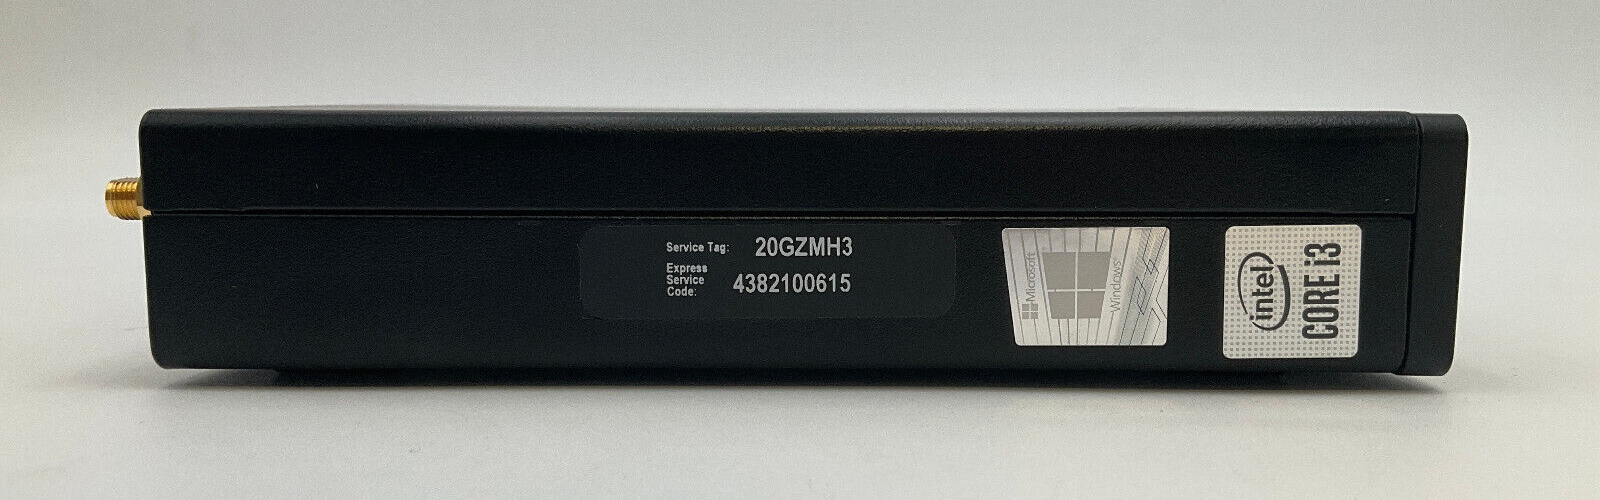 Service Tag: 20GZMH3
Express
Service
Code: 4382100615
Microsoft
Windows®
intel
CORE i3